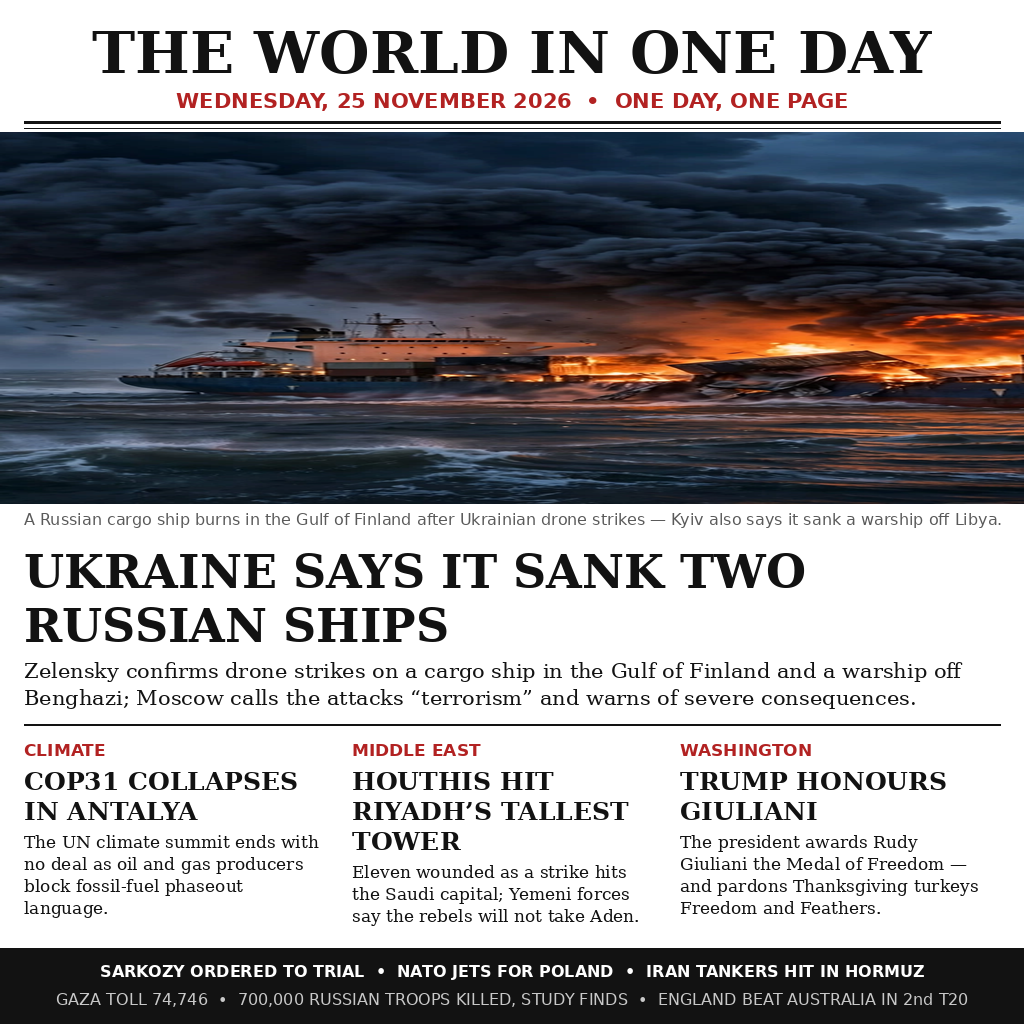 THE WORLD IN ONE DAY
WEDNESDAY, 25 NOVEMBER 2026 • ONE DAY, ONE PAGE
A Russian cargo ship burns in the Gulf of Finland after Ukrainian drone strikes — Kyiv also says it sank a warship off Libya.
UKRAINE SAYS IT SANK TWO
RUSSIAN SHIPS
Zelensky confirms drone strikes on a cargo ship in the Gulf of Finland and a warship off
Benghazi; Moscow calls the attacks “terrorism” and warns of severe consequences.
CLIMATE
COP31 COLLAPSES
IN ANTALYA
The UN climate summit ends with
no deal as oil and gas producers
block fossil-fuel phaseout
language.
MIDDLE EAST
HOUTHIS HIT
RIYADH’S TALLEST
TOWER
Eleven wounded as a strike hits
the Saudi capital; Yemeni forces
say the rebels will not take Aden.
WASHINGTON
TRUMP HONOURS
GIULIANI
The president awards Rudy
Giuliani the Medal of Freedom —
and pardons Thanksgiving turkeys
Freedom and Feathers.
SARKOZY ORDERED TO TRIAL • NATO JETS FOR POLAND • IRAN TANKERS HIT IN HORMUZ
GAZA TOLL 74,746 • 700,000 RUSSIAN TROOPS KILLED, STUDY FINDS • ENGLAND BEAT AUSTRALIA IN 2nd T20